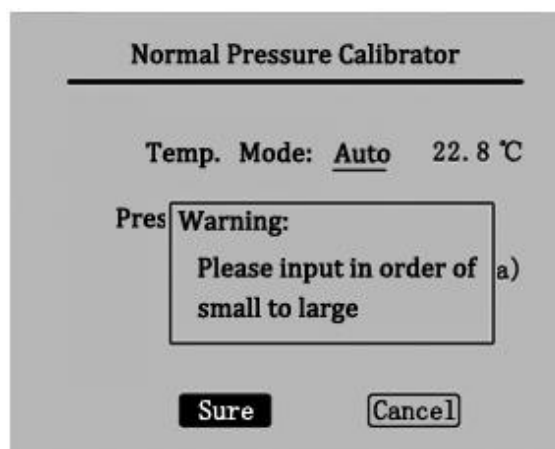 Normal Pressure Calibrator
Temp. Mode: Auto 22.8 ℃
Pres
Warning:
Please input in order of
a)
small to large
Sure Cancel